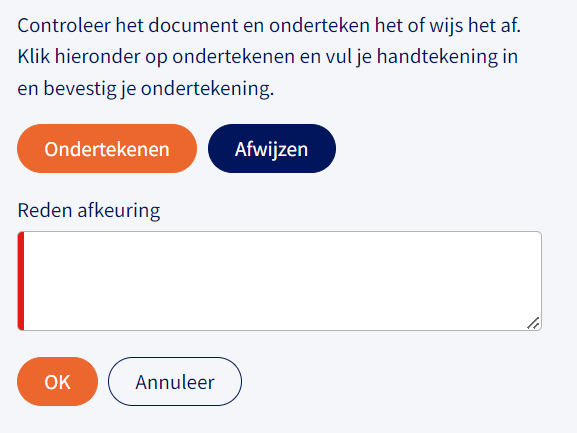 Controleer het document en onderteken het of wijs het af.
Klik hieronder op ondertekenen en vul je handtekening in
en bevestig je ondertekening.
Ondertekenen Afwijzen
Reden afkeuring
OK Annuleer